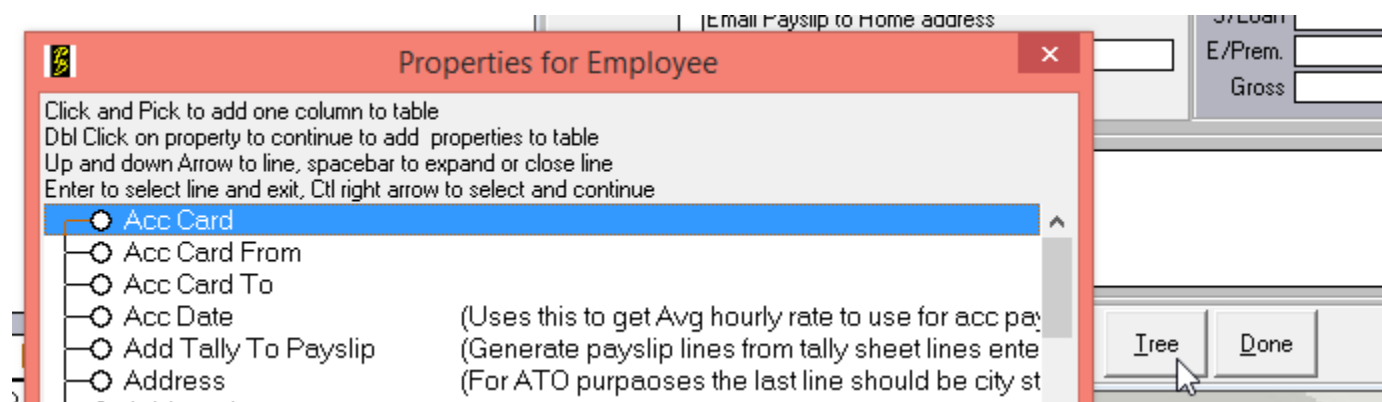 Email Payslip to Home address
S/Loan
E/Prem.
Gross
Properties for Employee
Click and Pick to add one column to table
Dbl Click on property to continue to add properties to table
Up and down Arrow to line, spacebar to expand or close line
Enter to select line and exit, Ctl right arrow to select and continue
Acc Card
Acc Card From
Acc Card To
Acc Date (Uses this to get Avg hourly rate to use for acc pay
Add Tally To Payslip (Generate payslip lines from tally sheet lines ente
Address (For ATO purpaoses the last line should be city st
Tree
Done